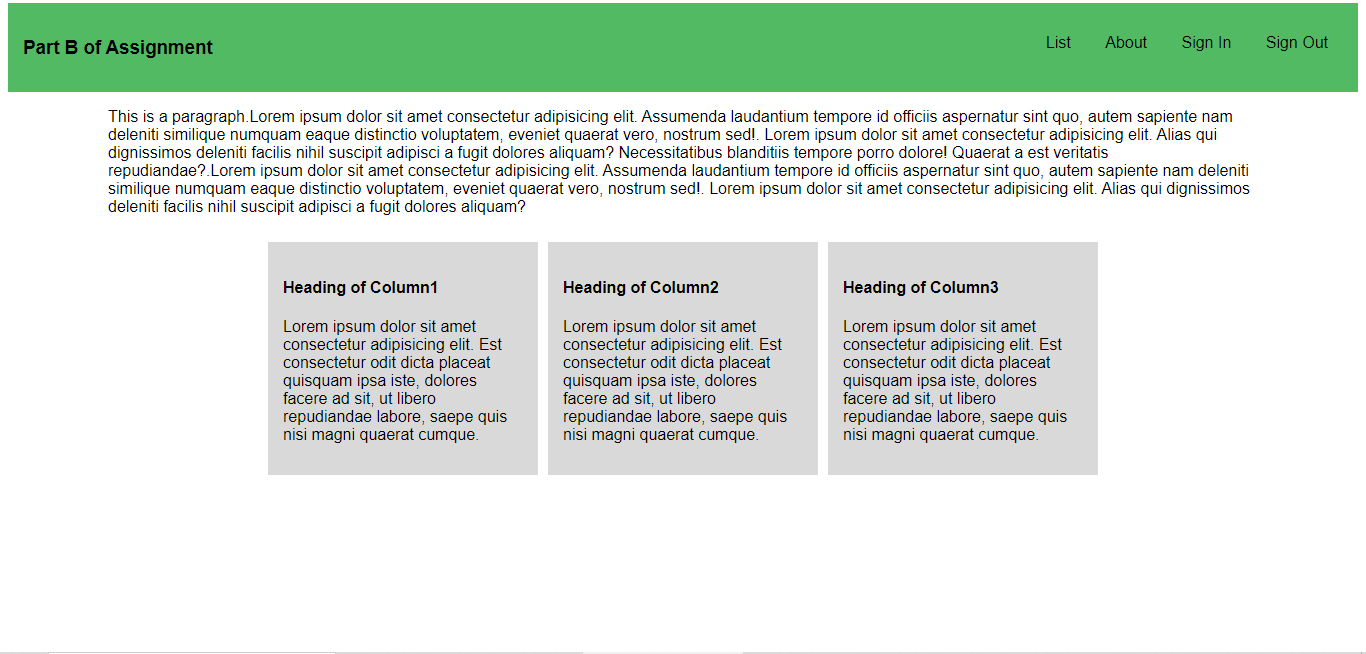 Part B of Assignment
List About Sign In Sign Out
This is a paragraph.Lorem ipsum dolor sit amet consectetur adipisicing elit. Assumenda laudantium tempore id officiis aspernatur sint quo, autem sapiente nam
deleniti similique numquam eaque distinctio voluptatem, eveniet quaerat vero, nostrum sed!. Lorem ipsum dolor sit amet consectetur adipisicing elit. Alias qui
dignissimos deleniti facilis nihil suscipit adipisci a fugit dolores aliquam? Necessitatibus blanditiis tempore porro dolore! Quaerat a est veritatis
repudiandae?.Lorem ipsum dolor sit amet consectetur adipisicing elit. Assumenda laudantium tempore id officiis aspernatur sint quo, autem sapiente nam deleniti
similique numquam eaque distinctio voluptatem, eveniet quaerat vero, nostrum sed!. Lorem ipsum dolor sit amet consectetur adipisicing elit. Alias qui dignissimos
deleniti facilis nihil suscipit adipisci a fugit dolores aliquam?
Heading of Column1
Lorem ipsum dolor sit amet
consectetur adipisicing elit. Est
consectetur odit dicta placeat
quisquam ipsa iste, dolores
facere ad sit, ut libero
repudiandae labore, saepe quis
nisi magni quaerat cumque.
Heading of Column2
Lorem ipsum dolor sit amet
consectetur adipisicing elit. Est
consectetur odit dicta placeat
quisquam ipsa iste, dolores
facere ad sit, ut libero
repudiandae labore, saepe quis
nisi magni quaerat cumque.
Heading of Column3
Lorem ipsum dolor sit amet
consectetur adipisicing elit. Est
consectetur odit dicta placeat
quisquam ipsa iste, dolores
facere ad sit, ut libero
repudiandae labore, saepe quis
nisi magni quaerat cumque.